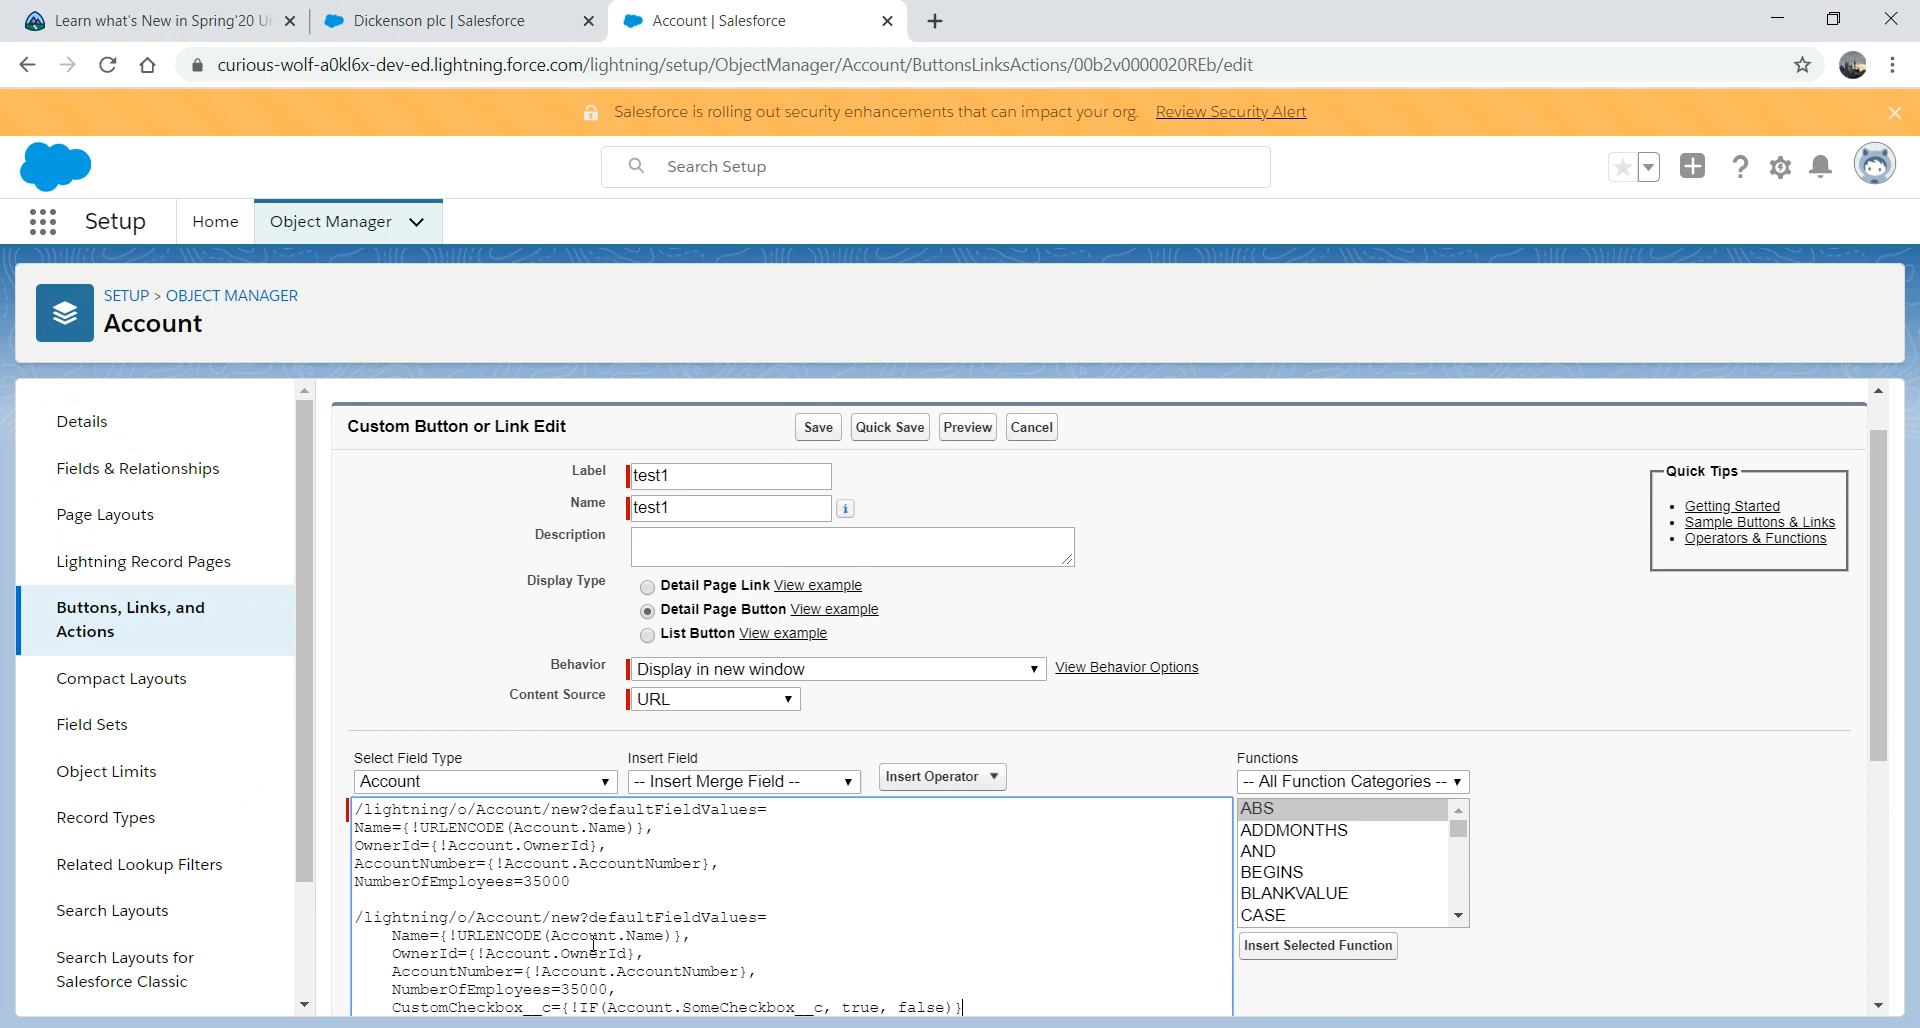 Learn what's New in Spring'20 U
Dickenson plc | Salesforce
Account | Salesforce
curious-wolf-a0kl6x-dev-ed.lightning.force.com/lightning/setup/ObjectManager/Account/ButtonsLinksActions/00b2v0000020REb/edit
Salesforce is rolling out security enhancements that can impact your org. Review Security Alert
Search Setup
Setup
Home
Object Manager
SETUP > OBJECT MANAGER
Account
Details
Fields & Relationships
Page Layouts
Lightning Record Pages
Buttons, Links, and
Actions
Compact Layouts
Field Sets
Object Limits
Record Types
Related Lookup Filters
Search Layouts
Search Layouts for
Salesforce Classic
Custom Button or Link Edit
Save
Quick Save
Preview
Cancel
Label
test1
Name
test1
i
Description
Display Type
Detail Page Link View example
Detail Page Button View example
List Button View example
Behavior
Display in new window
View Behavior Options
Content Source
URL
Quick Tips
Getting Started
Sample Buttons & Links
Operators & Functions
Select Field Type
Account
Insert Field
-- Insert Merge Field --
Insert Operator
Functions
-- All Function Categories --
/lightning/o/Account/new?defaultFieldValues=
Name={!URLENCODE(Account.Name)},
OwnerId={!Account.OwnerId},
AccountNumber={!Account.AccountNumber},
NumberOfEmployees=35000
/lightning/o/Account/new?defaultFieldValues=
Name={!URLENCODE(Account.Name)},
OwnerId={!Account.OwnerId},
AccountNumber={!Account.AccountNumber},
NumberOfEmployees=35000,
CustomCheckbox__c={!IF(Account.SomeCheckbox__c, true, false)}
ABS
ADDMONTHS
AND
BEGINS
BLANKVALUE
CASE
Insert Selected Function